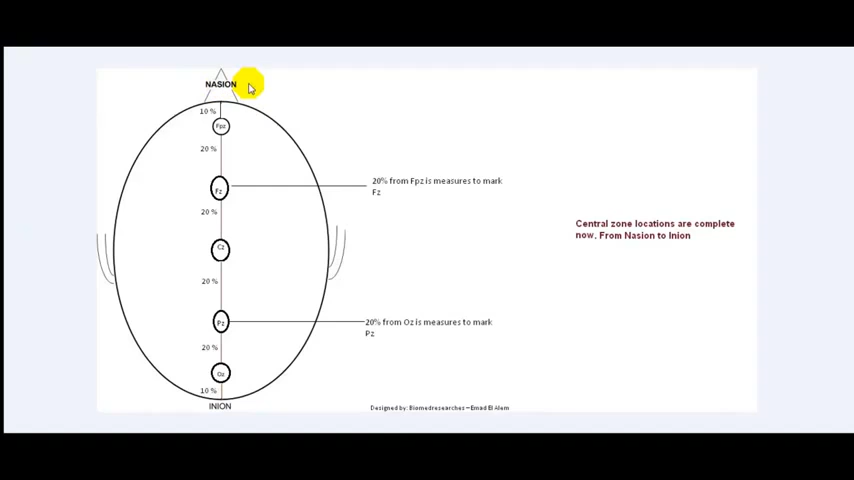 NASION
10 %
Fpz
20 %
20% from Fpz is measures to mark
Fz
Fz
20 %
Central zone locations are complete
now. From Nasion to Inion
Cz
20 %
Pz
20% from Oz is measures to mark
Pz
20 %
Oz
10 %
INION
Designed by: Biomedresearches – Emad El Alem